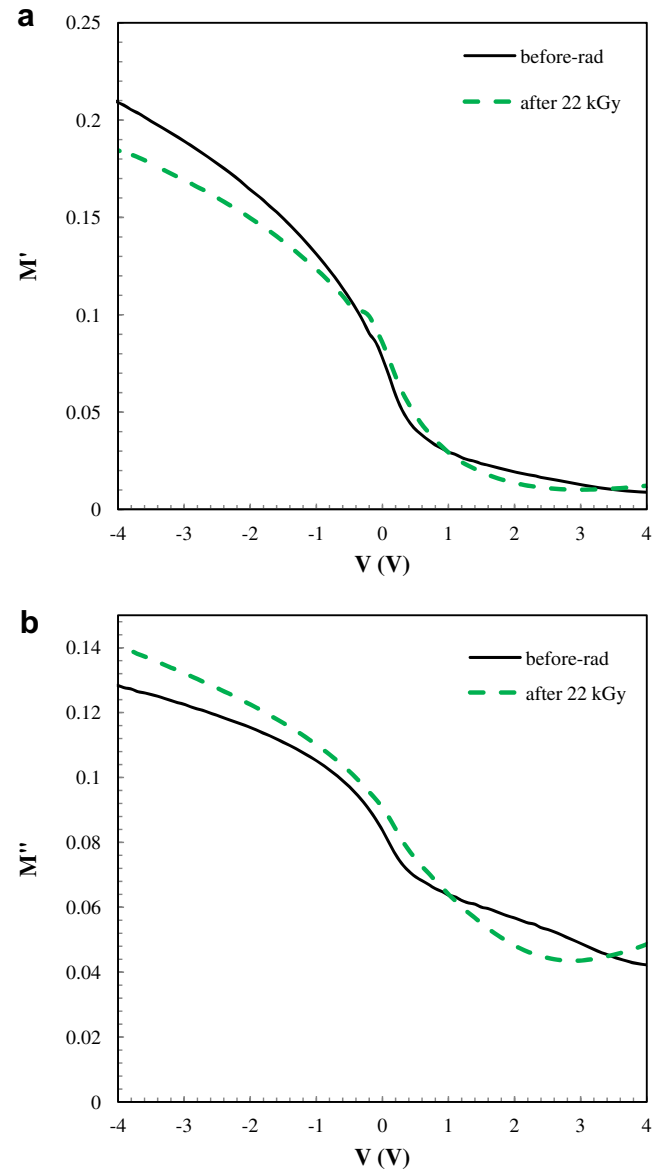 a
0.25
before-rad
after 22 kGy
0.2
0.15
M'
0.1
0.05
0
-4 -3 -2 -1 0 1 2 3 4
V (V)
b
0.14
before-rad
after 22 kGy
0.12
0.1
0.08
M''
0.06
0.04
0.02
0
-4 -3 -2 -1 0 1 2 3 4
V (V)